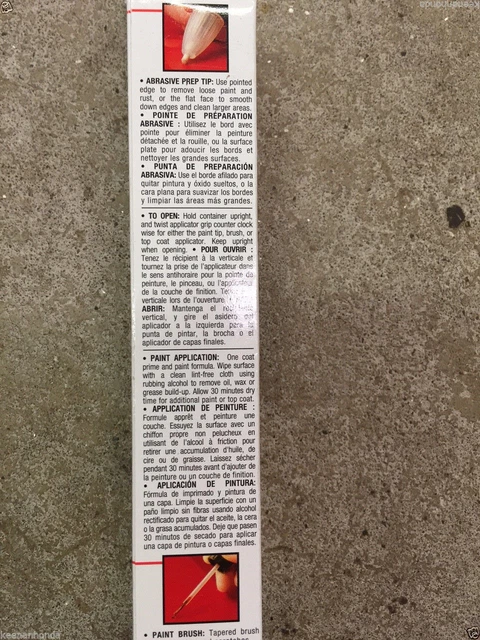 • ABRASIVE PREP TIP: Use pointed
edge to remove loose paint and
rust, or the flat face to smooth
down edges and clean larger areas.
• POINTE DE PRÉPARATION
ABRASIVE : Utilisez le bord avec
pointe pour éliminer la peinture
détachée et la rouille, ou la surface
plate pour adoucir les bords et
nettoyer les grandes surfaces.
• PUNTA DE PREPARACIÓN
ABRASIVA: Use el borde afilado para
quitar pintura y óxido sueltos, o la
cara plana para suavizar los bordes
y limpiar las áreas más grandes.
• TO OPEN: Hold container upright,
and twist applicator grip counter clock
wise for either the paint tip, brush, or
top coat applicator. Keep upright
when opening. • POUR OUVRIR :
Tenez le récipient à la verticale et
tournez la prise de l'applicateur dans
le sens antihoraire pour la pointe de
peinture, le pinceau, ou l'applicateur
de la couche de finition.
verticale lors de l'ouverture.
ABRIR: Mantenga el
vertical, y gire el asidero del
aplicador a la izquierda para la
punta de pintar, la brocha o el
aplicador de capas finales.
• PAINT APPLICATION: One coat
prime and paint formula. Wipe surface
with a clean lint-free cloth using
rubbing alcohol to remove oil, wax or
grease build-up. Allow 30 minutes dry
time for additional paint or top coat.
• APPLICATION DE PEINTURE :
Formule apprêt et peinture une
couche. Essuyez la surface avec un
chiffon propre non pelucheux en
utilisant de l'alcool à friction pour
retirer une accumulation d'huile, de
cire ou de graisse. Laissez sécher
pendant 30 minutes avant d'ajouter de
la peinture ou un couche de finition.
• APLICACIÓN DE PINTURA:
Fórmula de imprimado y pintura de
una capa. Limpie la superficie con un
paño limpio sin fibras usando alcohol
rectificado para quitar el aceite, la cera
o la grasa acumulados. Deje que pasen
30 minutos de secado para aplicar
una capa de pintura o capas finales.
• PAINT BRUSH: Tapered brush